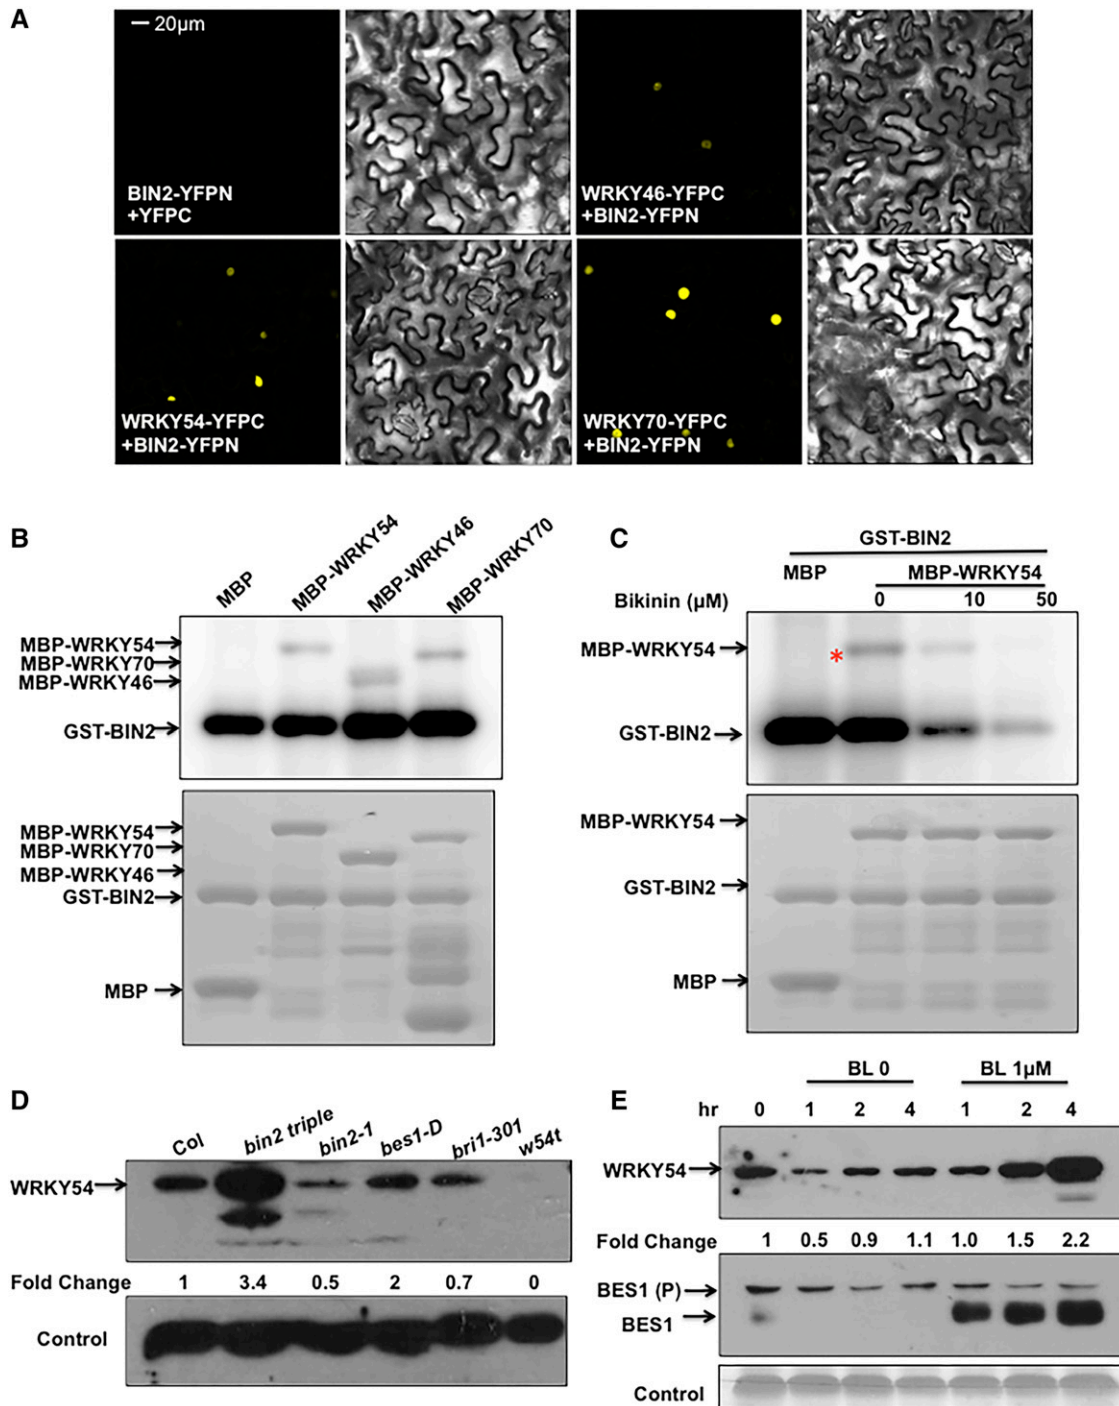 A
20μm
BIN2-YFPN
+YFPC
WRKY46-YFPC
+BIN2-YFPN
WRKY54-YFPC
+BIN2-YFPN
WRKY70-YFPC
+BIN2-YFPN
B
MBP
MBP-WRKY54
MBP-WRKY46
MBP-WRKY70
MBP-WRKY54
MBP-WRKY70
MBP-WRKY46
GST-BIN2
MBP-WRKY54
MBP-WRKY70
MBP-WRKY46
GST-BIN2
MBP
C
GST-BIN2
MBP MBP-WRKY54
Bikinin (μM) 0 10 50
MBP-WRKY54
*
GST-BIN2
MBP-WRKY54
GST-BIN2
MBP
D
Col bin2 triple bin2-1 bes1-D bri1-301 w54t
WRKY54
Fold Change 1 3.4 0.5 2 0.7 0
Control
E
BL 0 BL 1μM
hr 0 1 2 4 1 2 4
WRKY54
Fold Change 1 0.5 0.9 1.1 1.0 1.5 2.2
BES1 (P)
BES1
Control